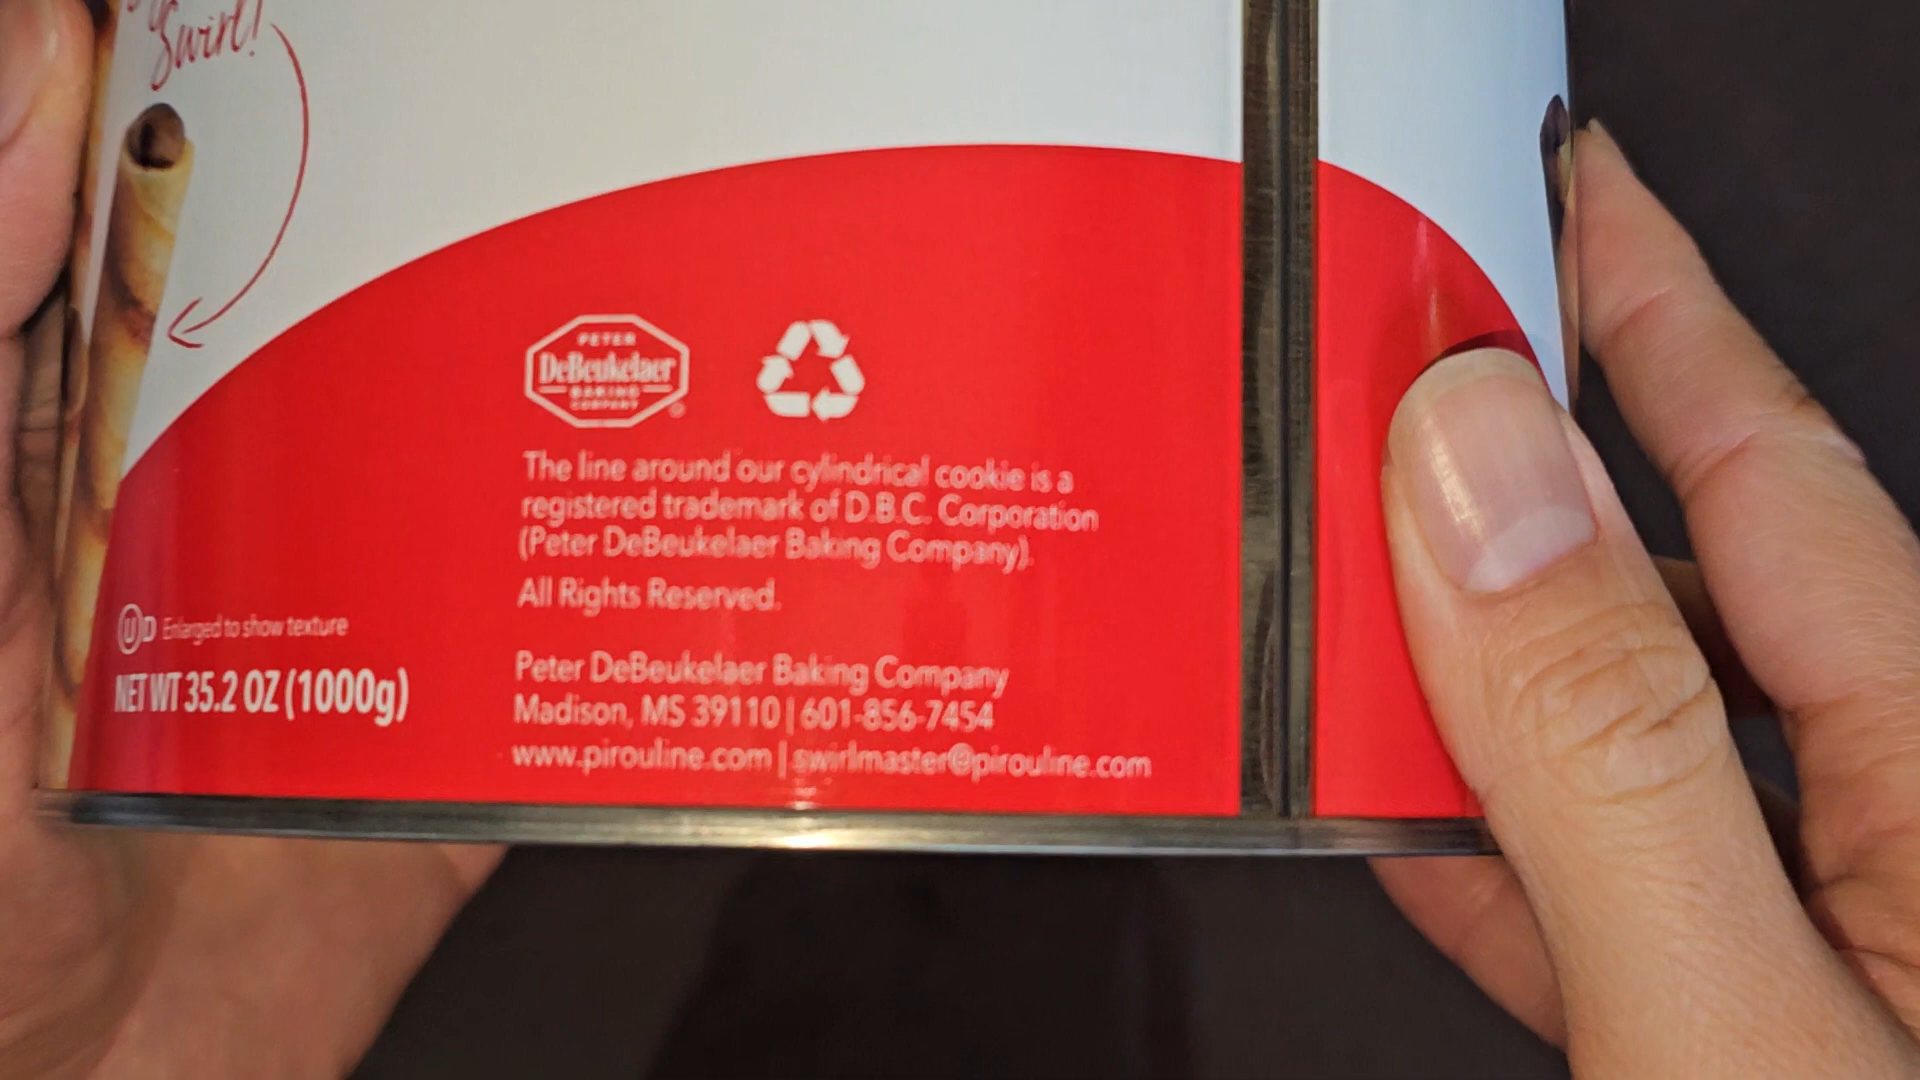 Swirl!
PETER
DeBeukelaer
BAKING
COMPANY
The line around our cylindrical cookie is a
registered trademark of D.B.C. Corporation
(Peter DeBeukelaer Baking Company).
All Rights Reserved.
UD Enlarged to show texture
NET WT 35.2 OZ (1000g)
Peter DeBeukelaer Baking Company
Madison, MS 39110 | 601-856-7454
www.pirouline.com | swirlmaster@pirouline.com